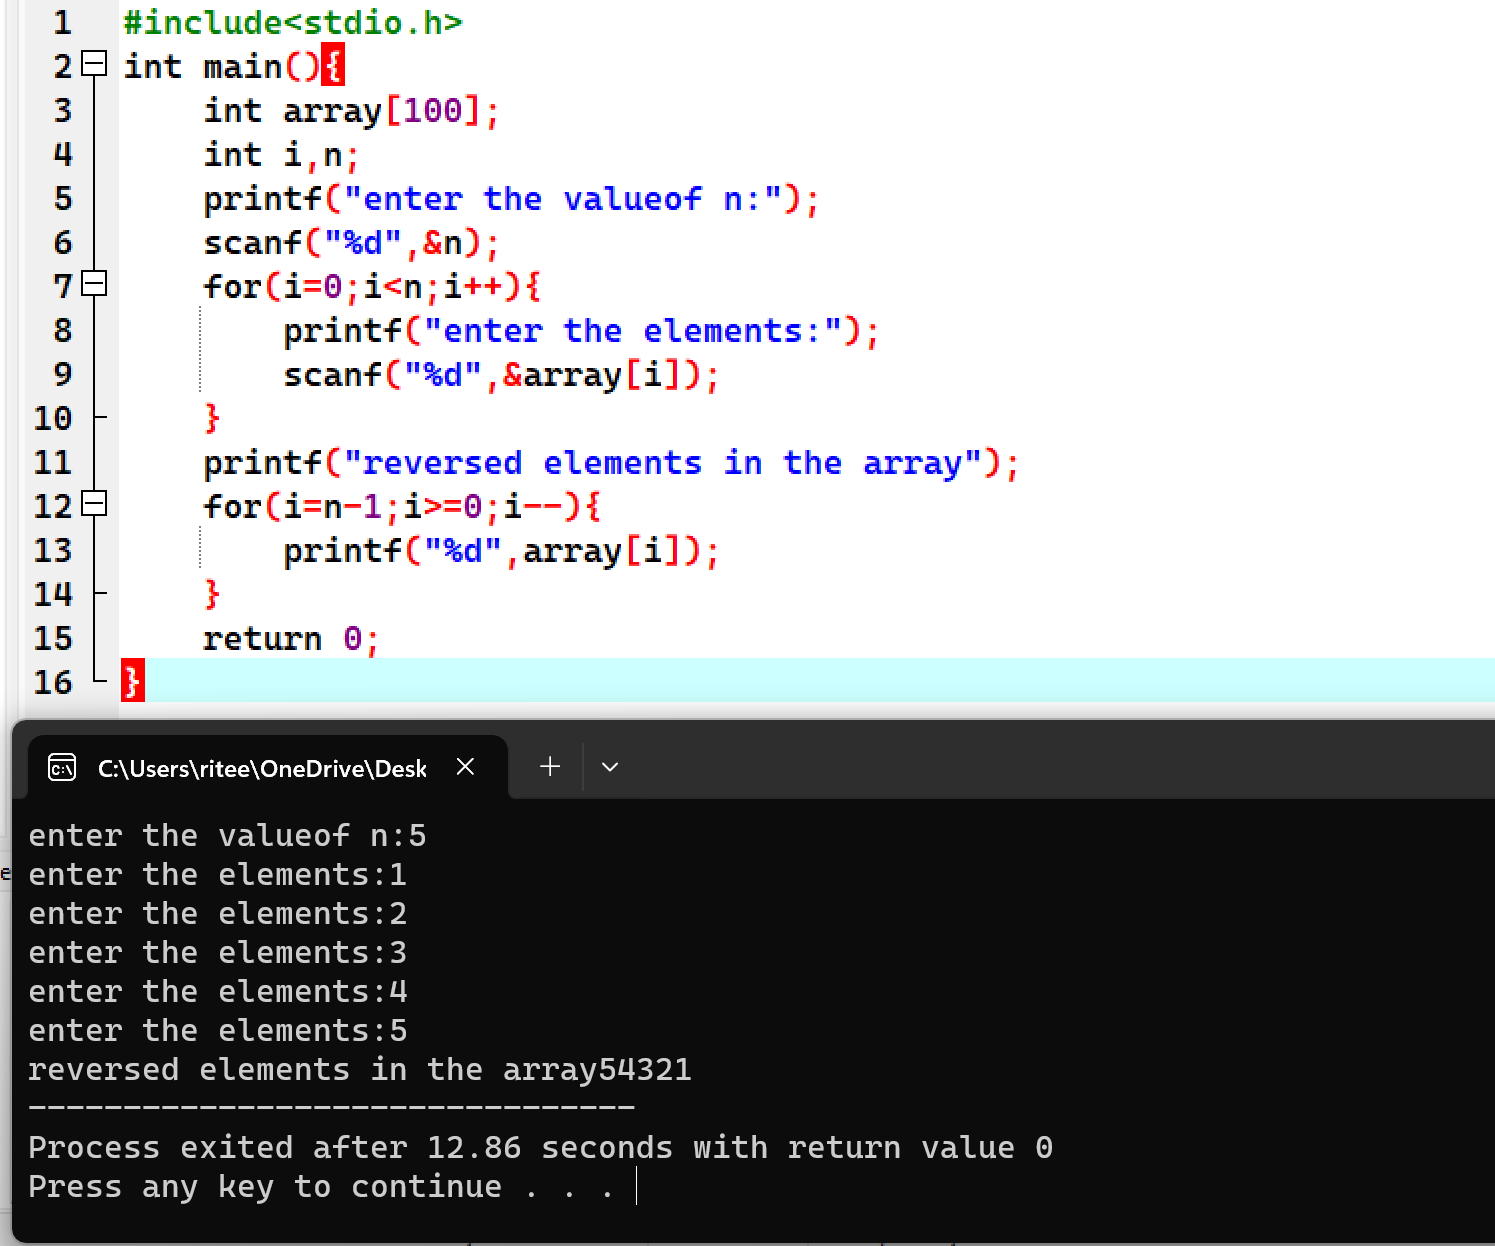 1 #include<stdio.h>
2 int main(){
3 int array[100];
4 int i,n;
5 printf("enter the valueof n:");
6 scanf("%d",&n);
7 for(i=0;i<n;i++){
8 printf("enter the elements:");
9 scanf("%d",&array[i]);
10 }
11 printf("reversed elements in the array");
12 for(i=n-1;i>=0;i--){
13 printf("%d",array[i]);
14 }
15 return 0;
16 }
C:\Users\ritee\OneDrive\Desk
enter the valueof n:5
enter the elements:1
enter the elements:2
enter the elements:3
enter the elements:4
enter the elements:5
reversed elements in the array54321
--------------------------------
Process exited after 12.86 seconds with return value 0
Press any key to continue . . .